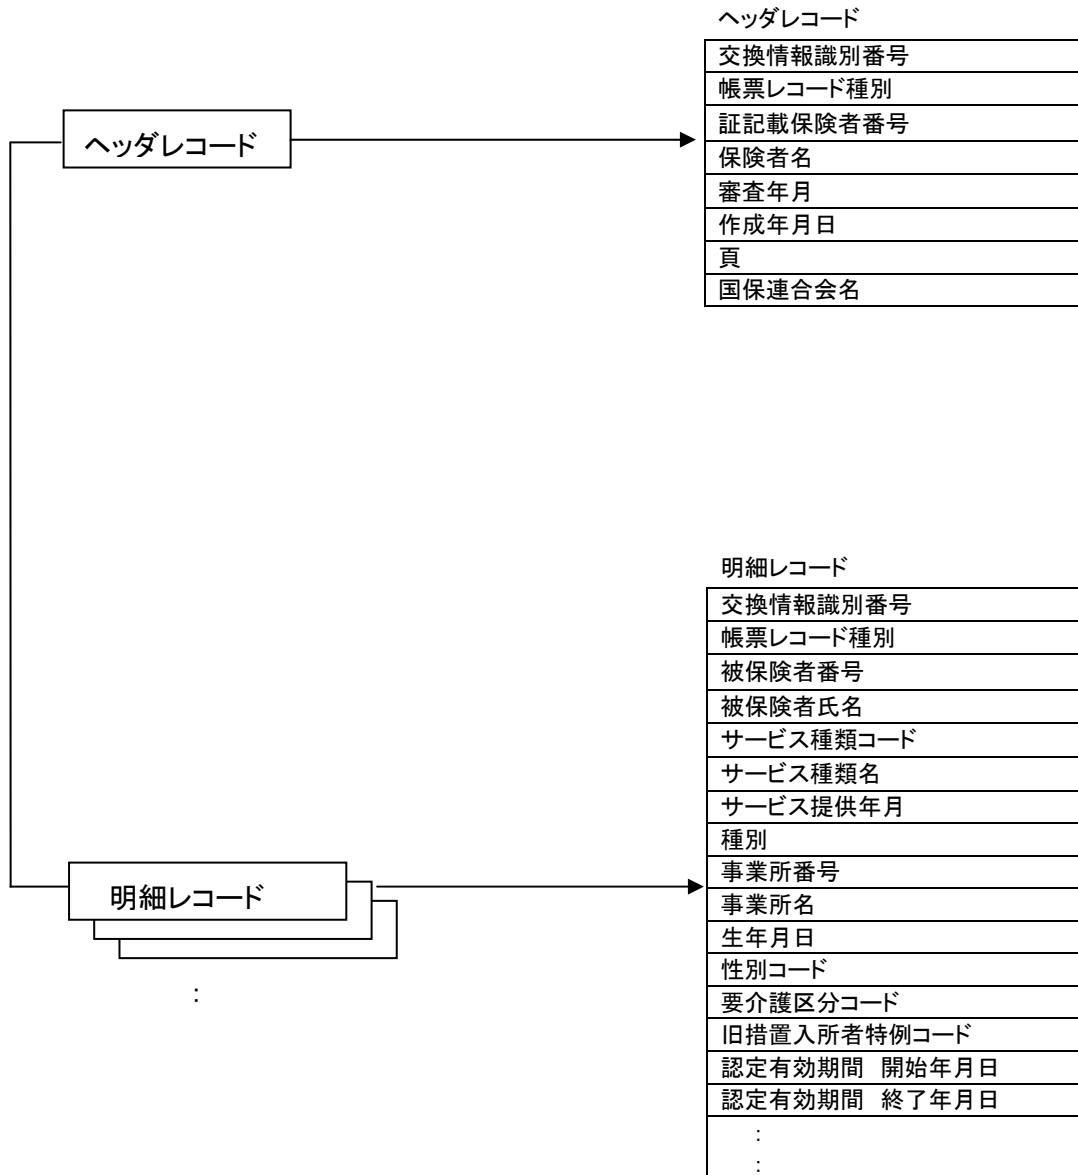 ヘッダレコード
交換情報識別番号
帳票レコード種別
証記載保険者番号
保険者名
審査年月
作成年月日
頁
国保連合会名
ヘッダレコード
明細レコード
交換情報識別番号
帳票レコード種別
被保険者番号
被保険者氏名
サービス種類コード
サービス種類名
サービス提供年月
種別
事業所番号
事業所名
生年月日
性別コード
要介護区分コード
旧措置入所者特例コード
認定有効期間　開始年月日
認定有効期間　終了年月日
:
:
明細レコード
: